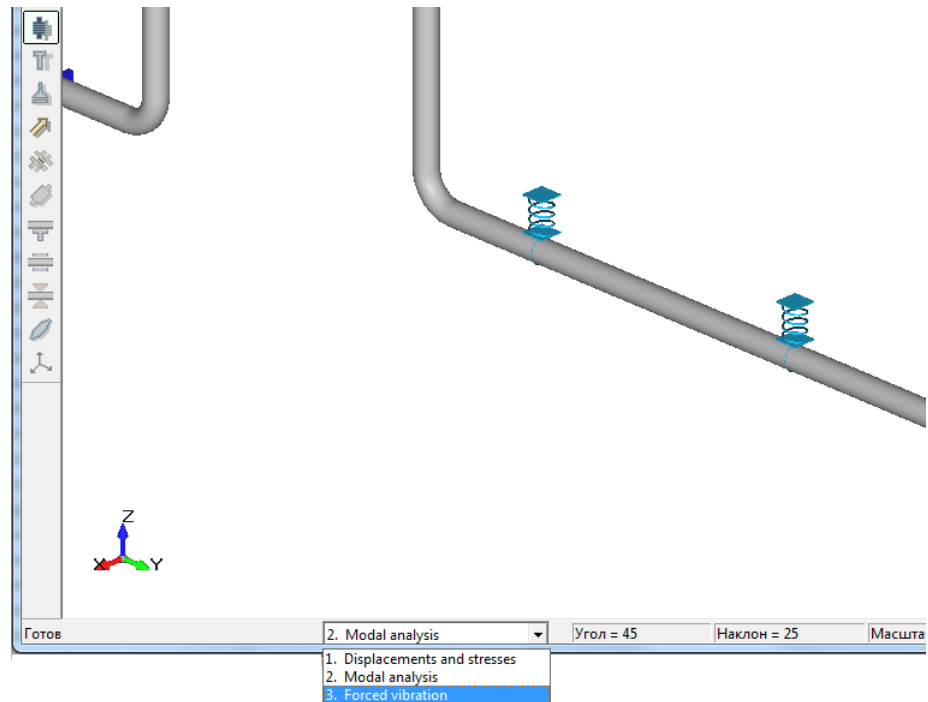 Z
X Y
Готов 2. Modal analysis Угол = 45 Наклон = 25 Масшта
1. Displacements and stresses
2. Modal analysis
3. Forced vibration